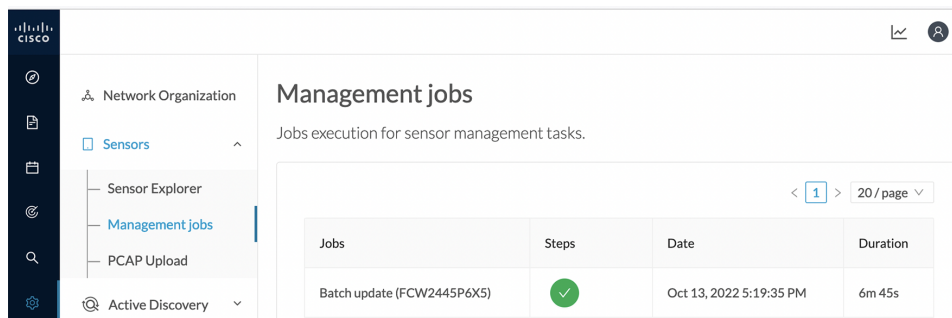 CISCO
Network Organization
Sensors
Sensor Explorer
Management jobs
PCAP Upload
Active Discovery
Management jobs
Jobs execution for sensor management tasks.
< 1 > 20 / page
Jobs Steps Date Duration
Batch update (FCW2445P6X5) Oct 13, 2022 5:19:35 PM 6m 45s